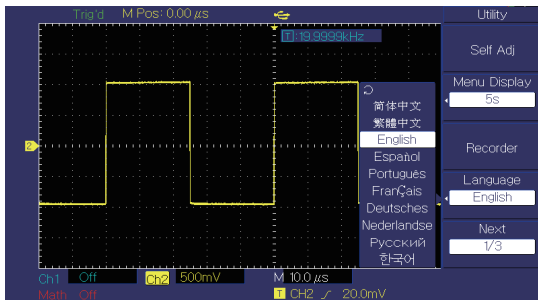 Trig'd M Pos: 0.00 μs
Utility
T:19.9999kHz
Self Adj
Menu Display
5s
简体中文
繁體中文
English
Español
Português
FranÇais
Deutsches
Nederlandse
Русский
한국어
Recorder
Language
English
Next
1/3
2
Ch1 Off Ch2 500mV M 10.0 μs
Math Off T CH2 20.0mV